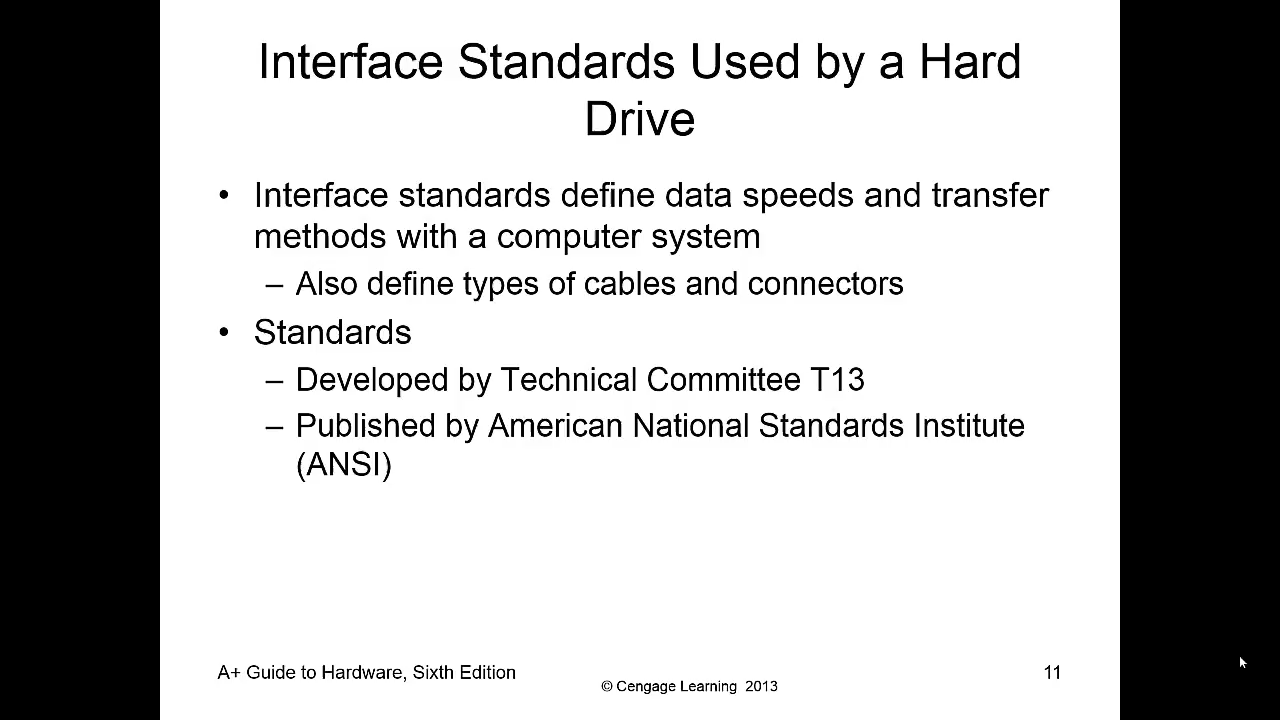 Interface Standards Used by a Hard
Drive
• Interface standards define data speeds and transfer
methods with a computer system
– Also define types of cables and connectors
• Standards
– Developed by Technical Committee T13
– Published by American National Standards Institute
(ANSI)
A+ Guide to Hardware, Sixth Edition
© Cengage Learning 2013
11